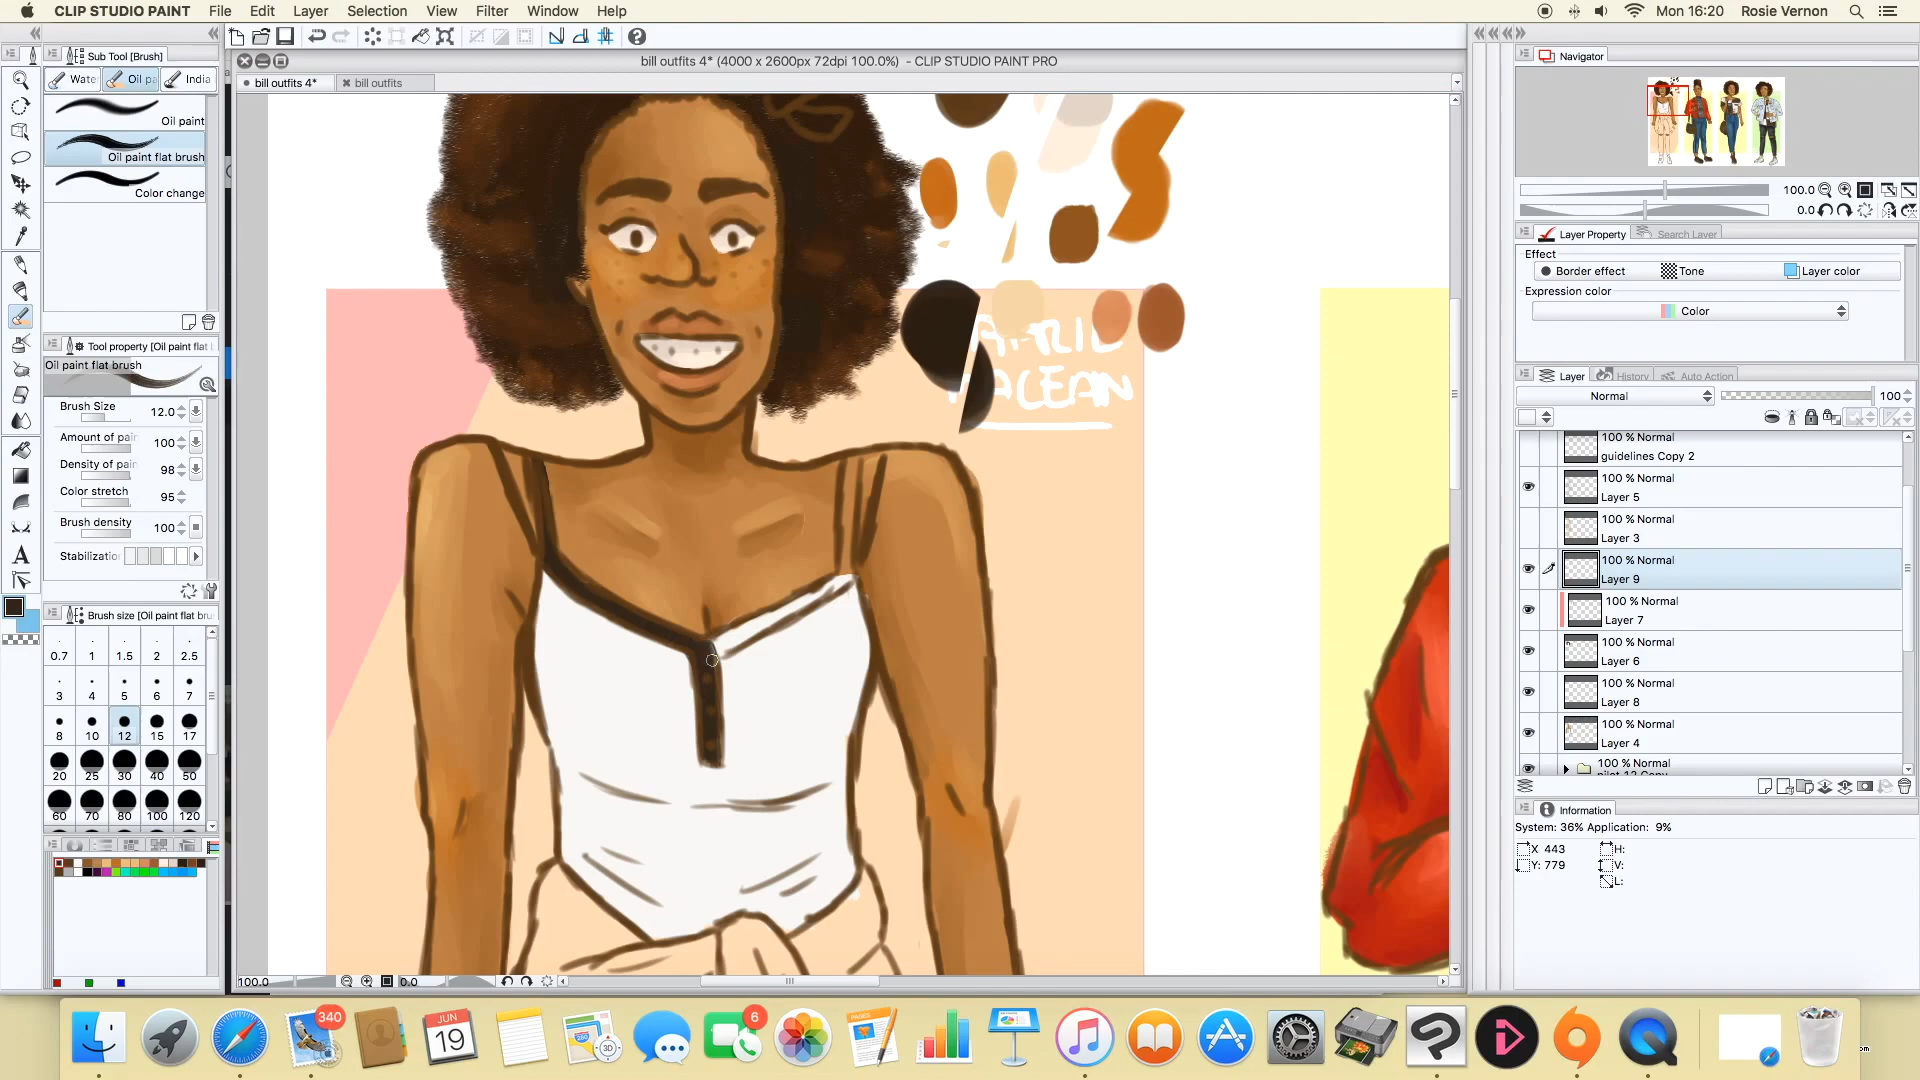 CLIP STUDIO PAINT File Edit Layer Selection View Filter Window Help Mon 16:20 Rosie Vernon
Sub Tool [Brush]
Oil paint
Oil paint flat brush
Color change
Tool property [Oil paint flat
Oil paint flat brush
Brush Size 12.0
Amount of pai 100
Density of pai 98
Color stretch 95
Brush density 100
Stabilizatio
Brush size [Oil paint flat bru
0.7 1 1.5 2 2.5
3 4 5 6 7
8 10 12 15 17
20 25 30 40 50
60 70 80 100 120
bill outfits 4* (4000 x 2600px 72dpi 100.0%) - CLIP STUDIO PAINT PRO
bill outfits 4* bill outfits
100.0 0.0
Navigator
100.0
0.0
Layer Property Search Layer
Effect
Border effect Tone Layer color
Expression color
Color
Layer History Auto Action
Normal 100
100 % Normal
guidelines Copy 2
100 % Normal
Layer 5
100 % Normal
Layer 3
100 % Normal
Layer 9
100 % Normal
Layer 7
100 % Normal
Layer 6
100 % Normal
Layer 8
100 % Normal
Layer 4
100 % Normal
Information
System: 36% Application: 9%
X 443 H:
Y: 779 V:
L:
340
JUN
19
6
PAGES
280
3D